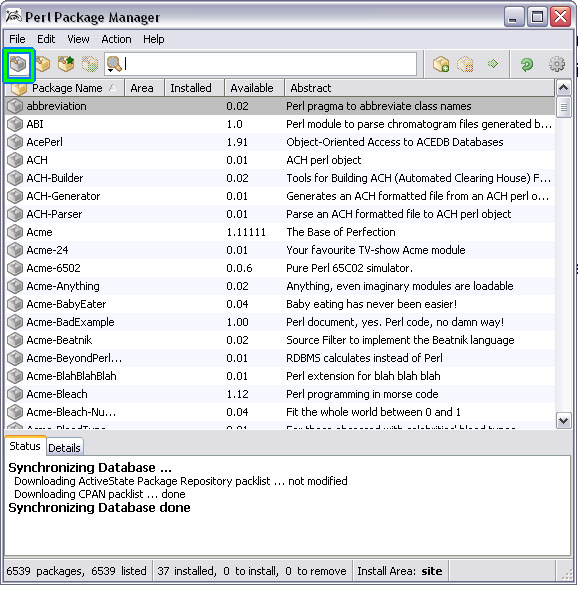 Perl Package Manager
File Edit View Action Help
Package Name Area Installed Available Abstract
abbreviation 0.02 Perl pragma to abbreviate class names
ABI 1.0 Perl module to parse chromatogram files generated b...
AcePerl 1.91 Object-Oriented Access to ACEDB Databases
ACH 0.01 ACH perl object
ACH-Builder 0.02 Tools for Building ACH (Automated Clearing House) F...
ACH-Generator 0.01 Generates an ACH formatted file from an ACH perl o...
ACH-Parser 0.01 Parse an ACH formatted file to ACH perl object
Acme 1.11111 The Base of Perfection
Acme-24 0.01 Your favourite TV-show Acme module
Acme-6502 0.0.6 Pure Perl 65C02 simulator.
Acme-Anything 0.02 Anything, even imaginary modules are loadable
Acme-BabyEater 0.04 Baby eating has never been easier!
Acme-BadExample 1.00 Perl document, yes. Perl code, no damn way!
Acme-Beatnik 0.02 Source Filter to implement the Beatnik language
Acme-BeyondPerl... 0.01 RDBMS calculates instead of Perl
Acme-BlahBlahBlah 0.01 Perl extension for blah blah blah
Acme-Bleach 1.12 Perl programming in morse code
Acme-Bleach-Nu... 0.04 Fit the whole world between 0 and 1
Status Details
Synchronizing Database ...
Downloading ActiveState Package Repository packlist ... not modified
Downloading CPAN packlist ... done
Synchronizing Database done
6539 packages, 6539 listed 37 installed, 0 to install, 0 to remove Install Area: site